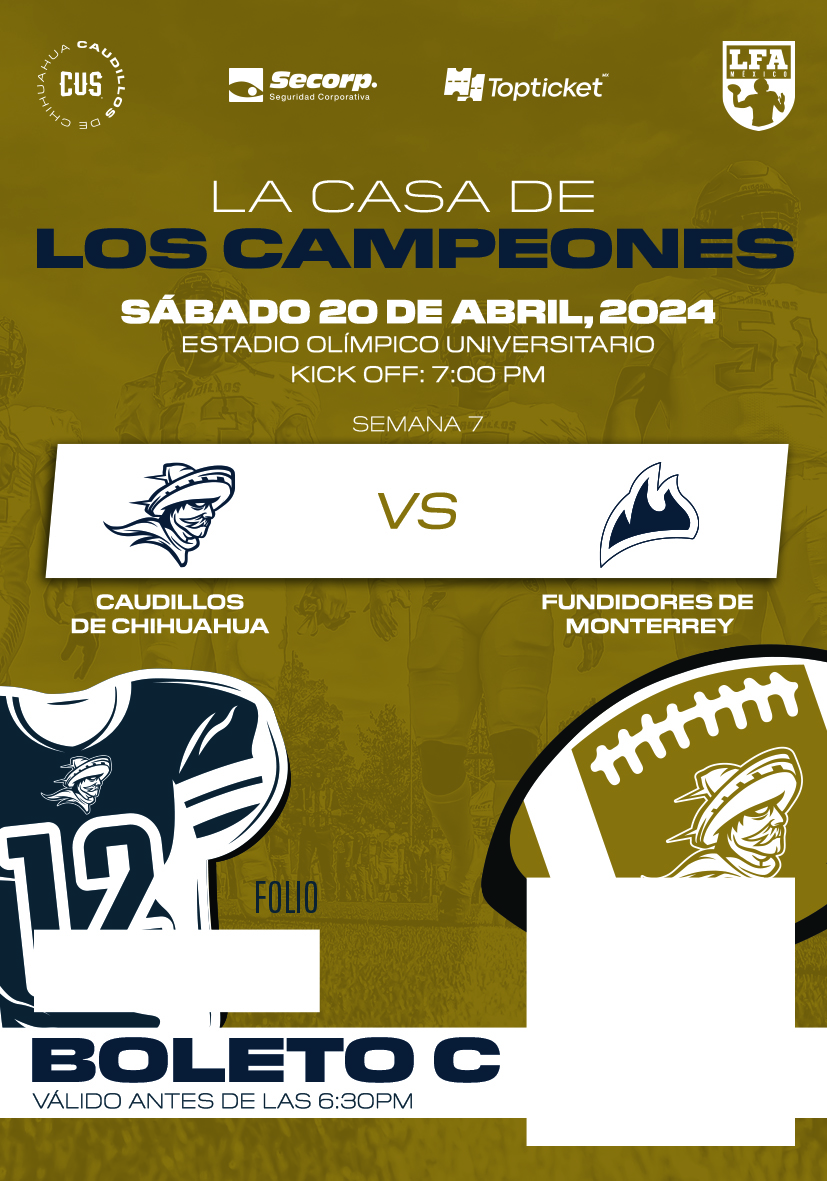 CAUDILLOS DE CHIHUAHUA
CUS
Secorp.
Seguridad Corporativa
Topticket MX
LFA
MÉXICO
LA CASA DE
LOS CAMPEONES
SÁBADO 20 DE ABRIL, 2024
ESTADIO OLÍMPICO UNIVERSITARIO
KICK OFF: 7:00 PM
SEMANA 7
VS
CAUDILLOS
DE CHIHUAHUA
FUNDIDORES DE
MONTERREY
51
12
FOLIO
BOLETO C
VÁLIDO ANTES DE LAS 6:30PM